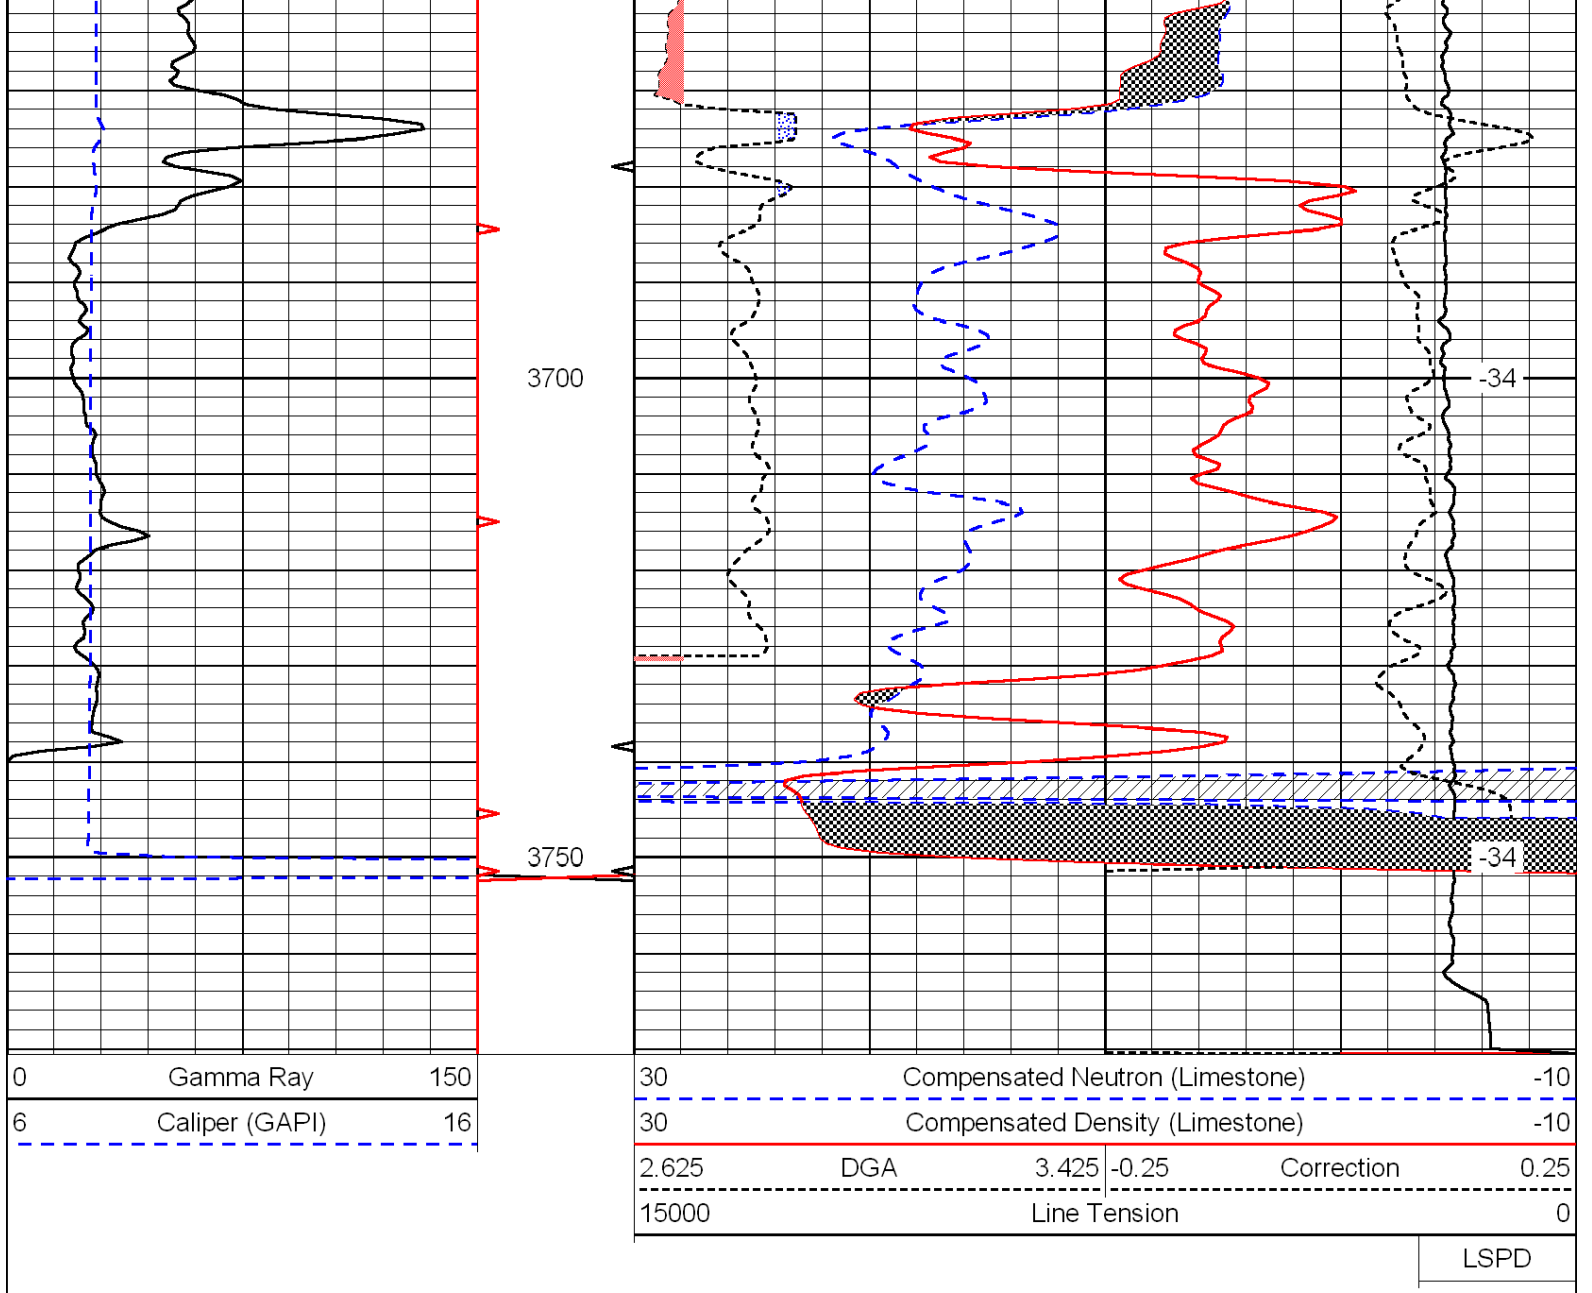 3700 -34
3750 -34
0 Gamma Ray 150
6 Caliper (GAPI) 16
30 Compensated Neutron (Limestone) -10
30 Compensated Density (Limestone) -10
2.625 DGA 3.425 -0.25 Correction 0.25
15000 Line Tension 0
LSPD